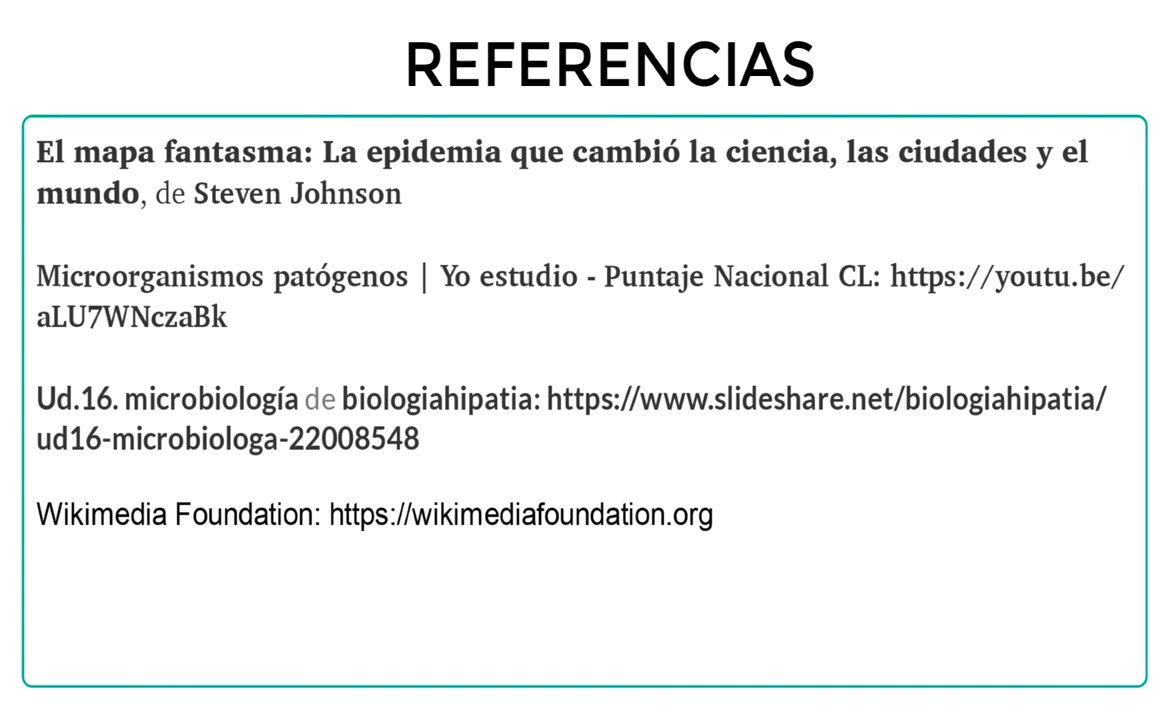 REFERENCIAS
El mapa fantasma: La epidemia que cambió la ciencia, las ciudades y el
mundo, de Steven Johnson
Microorganismos patógenos | Yo estudio - Puntaje Nacional CL: https://youtu.be/
aLU7WNczaBk
Ud.16. microbiología de biologiahipatia: https://www.slideshare.net/biologiahipatia/
ud16-microbiologa-22008548
Wikimedia Foundation: https://wikimediafoundation.org